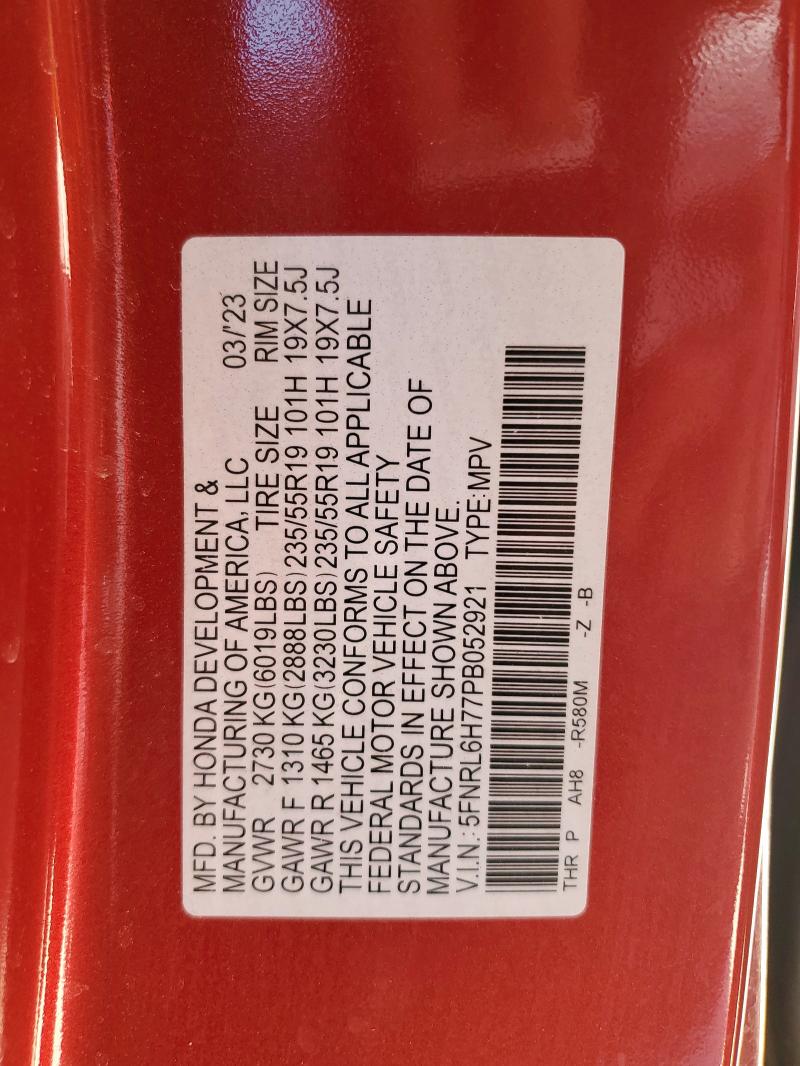 MFD. BY HONDA DEVELOPMENT &
MANUFACTURING OF AMERICA, LLC 03/'23
GVWR 2730 KG(6019LBS) TIRE SIZE RIM SIZE
GAWR F 1310 KG(2888LBS) 235/55R19 101H 19X7.5J
GAWR R 1465 KG(3230LBS) 235/55R19 101H 19X7.5J
THIS VEHICLE CONFORMS TO ALL APPLICABLE
FEDERAL MOTOR VEHICLE SAFETY
STANDARDS IN EFFECT ON THE DATE OF
MANUFACTURE SHOWN ABOVE.
V.I.N.: 5FNRL6H77PB052921 TYPE:MPV
THR P AH8 -R580M -Z -B